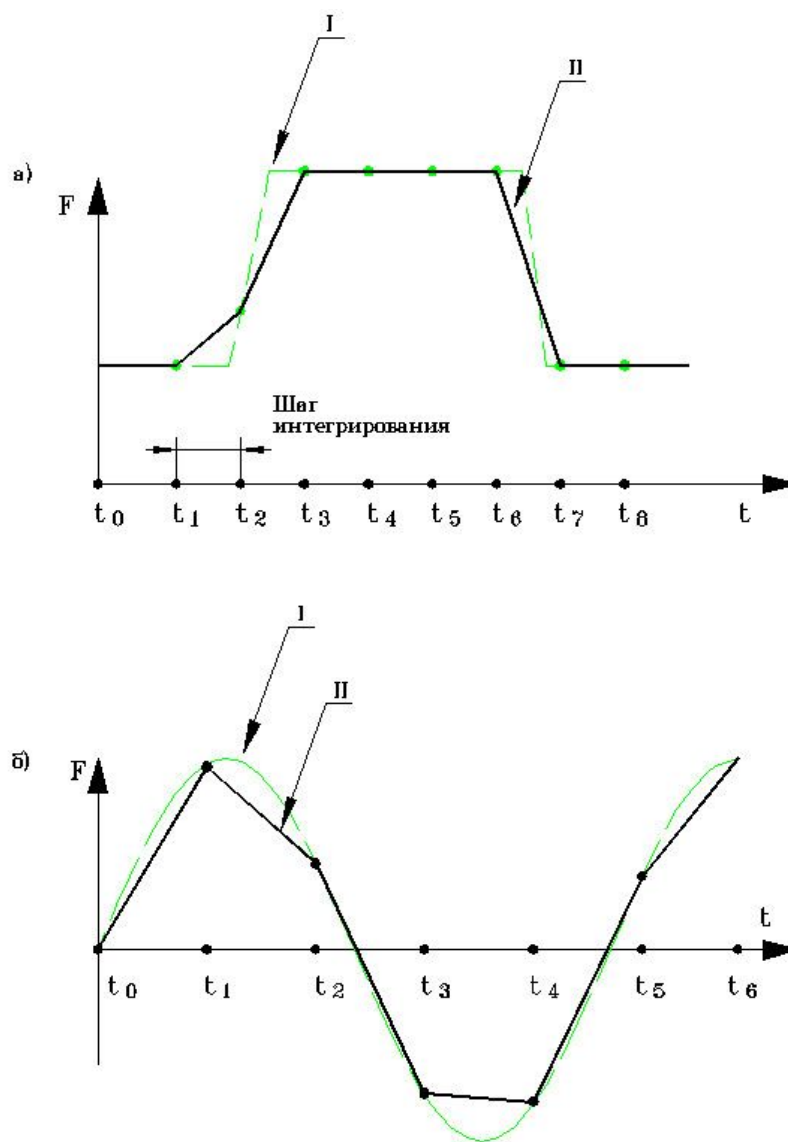 I
II
а)
F
Шаг
интегрирования
t0 t1 t2 t3 t4 t5 t6 t7 t8 t
I
II
б)
F
t
t0 t1 t2 t3 t4 t5 t6